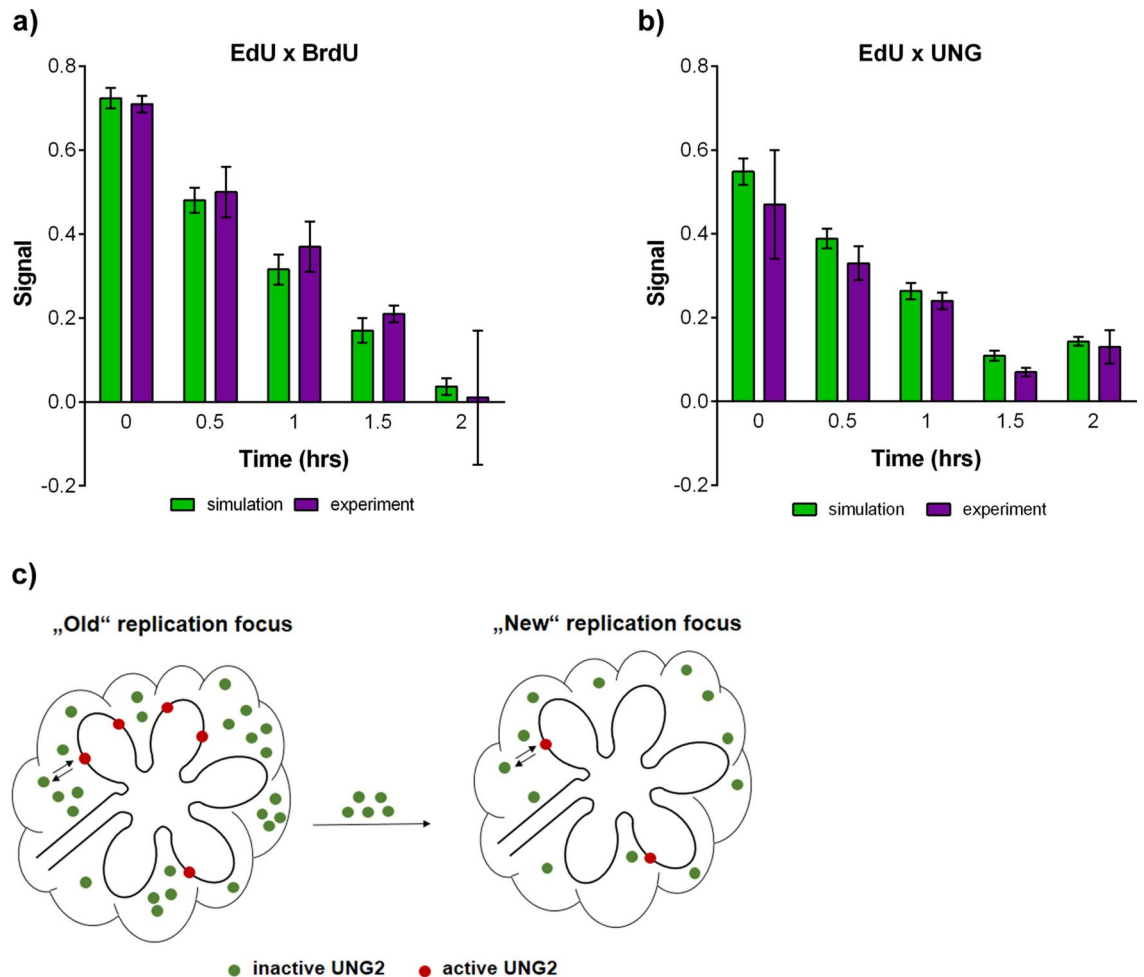 a)
EdU x BrdU
0.8
0.6
0.4
0.2
0.0
-0.2
Signal
0 0.5 1 1.5 2
Time (hrs)
simulation experiment
b)
EdU x UNG
0.8
0.6
0.4
0.2
0.0
-0.2
Signal
0 0.5 1 1.5 2
Time (hrs)
simulation experiment
c)
„Old“ replication focus
„New“ replication focus
inactive UNG2 active UNG2